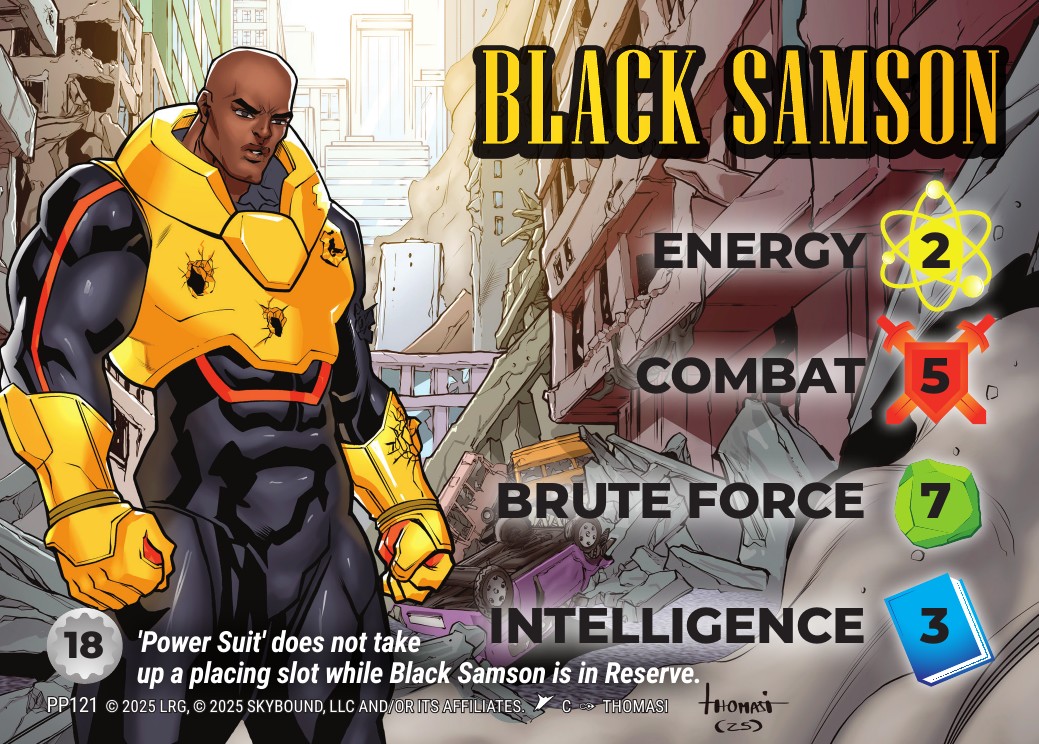 BLACK SAMSON
ENERGY 2
COMBAT 5
BRUTE FORCE 7
INTELLIGENCE 3
18
'Power Suit' does not take
up a placing slot while Black Samson is in Reserve.
PP121 © 2025 LRG, © 2025 SKYBOUND, LLC AND/OR ITS AFFILIATES. C THOMASI
THOMASI
(25)